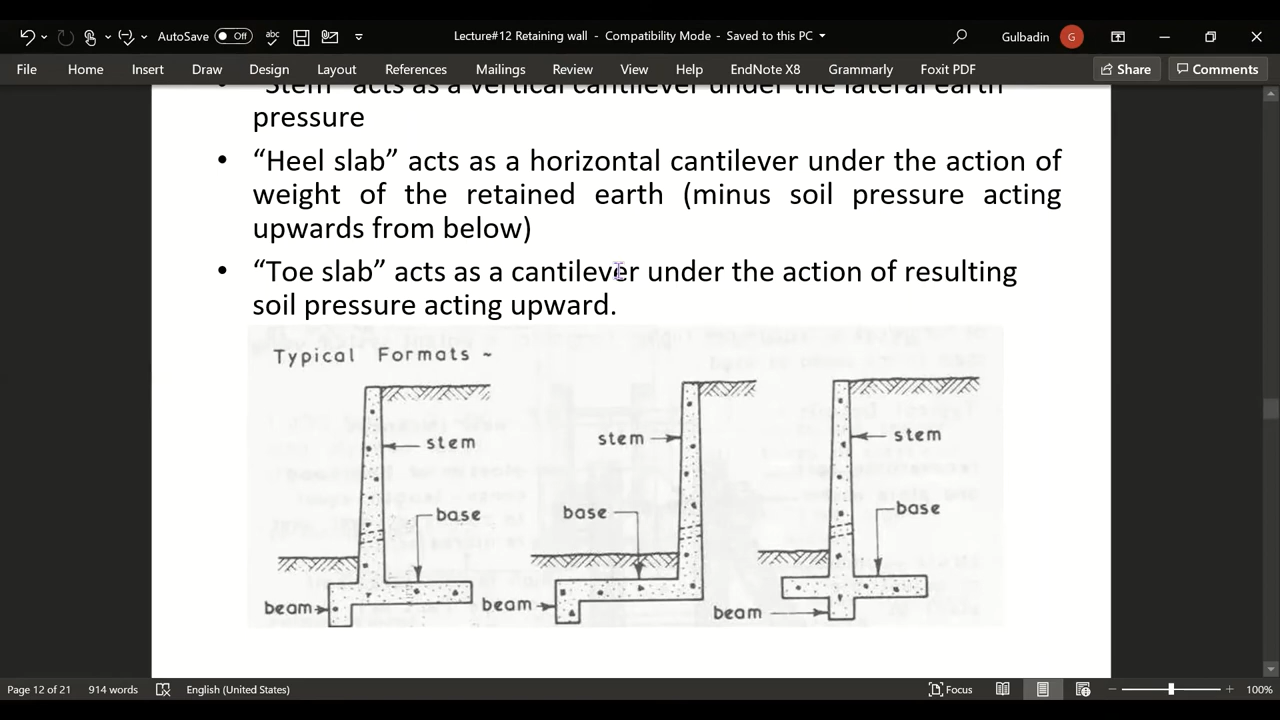 AutoSave Off
Lecture#12 Retaining wall - Compatibility Mode - Saved to this PC
Gulbadin G
File Home Insert Draw Design Layout References Mailings Review View Help EndNote X8 Grammarly Foxit PDF Share Comments
• “Stem” acts as a vertical cantilever under the lateral earth
pressure
• “Heel slab” acts as a horizontal cantilever under the action of
weight of the retained earth (minus soil pressure acting
upwards from below)
• “Toe slab” acts as a cantilever under the action of resulting
soil pressure acting upward.
Typical Formats ~
stem
base
beam
stem
base
beam
stem
base
beam
Page 12 of 21 914 words English (United States) Focus 100%